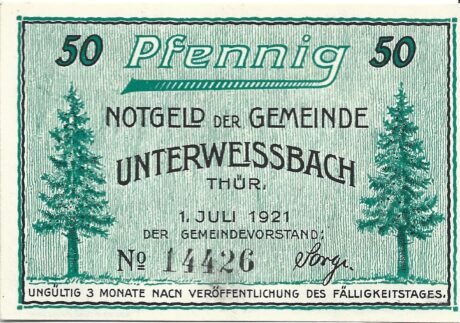 50 Pfennig 50
NOTGELD DER GEMEINDE
UNTERWEISSBACH
THÜR.
1. JULI 1921
DER GEMEINDEVORSTAND:
No 14426 Sorge.
UNGÜLTIG 3 MONATE NACN VERÖFFENTLICHUNG DES FÄLLIGKEITSTAGES.